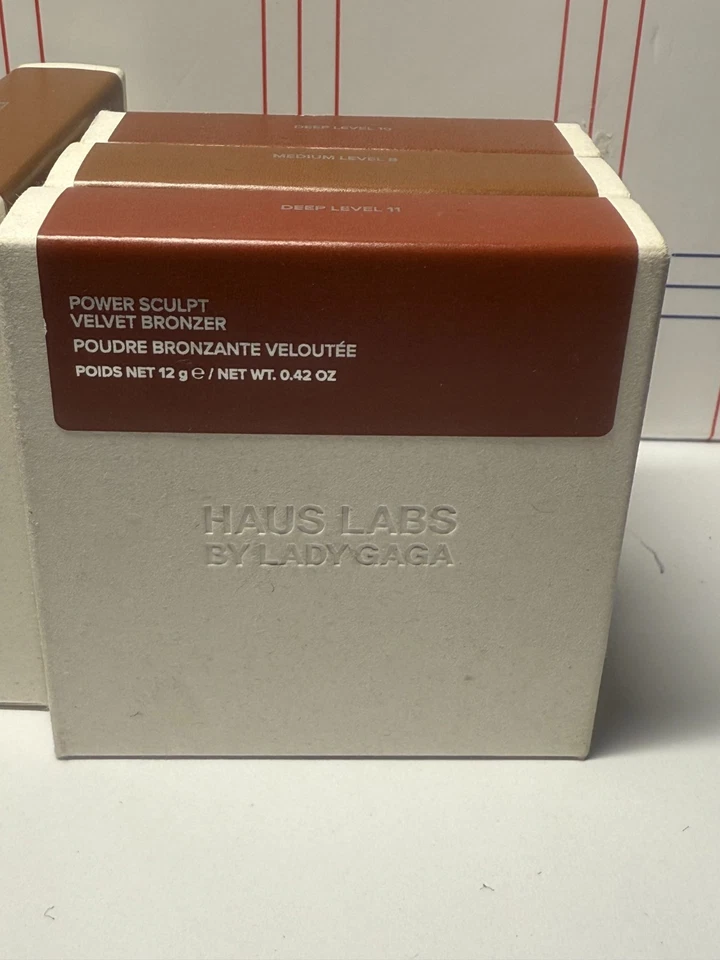 DEEP LEVEL 10
MEDIUM LEVEL 8
DEEP LEVEL 11
POWER SCULPT
VELVET BRONZER
POUDRE BRONZANTE VELOUTÉE
POIDS NET 12 g ℮ / NET WT. 0.42 OZ
HAUS LABS
BY LADY GAGA